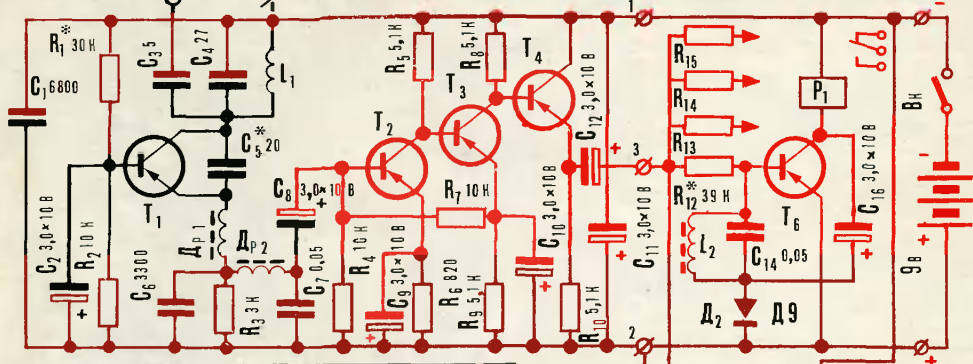 C₁ 6800
R₁* 30 К
C₂ 3,0×10 В
R₂ 10 К
+
T₁
C₃ 5
C₄ 27
L₁
C₅* 20
Др 1
Др 2
C₆ 3300
R₃ 3 К
C₇ 0,05
C₈ 3,0×10 В
+
R₄ 10 К
T₂
R₅ 5,1 К
C₉ 3,0×10 В
+
R₆ 820
R₇ 10 К
T₃
R₈ 5,1 К
R₉ 5,1 К
+
C₁₀ 3,0×10 В
T₄
R₁₀ 5,1 К
C₁₂ 3,0×10 В
+
C₁₁ 3,0×10 В
+
1
3
2
R₁₅
R₁₄
R₁₃
R₁₂* 39 К
L₂
C₁₄ 0,05
Д₂ Д9
T₆
P₁
C₁₆ 3,0×10 В
+
Вк
-
-
+
9 в
+